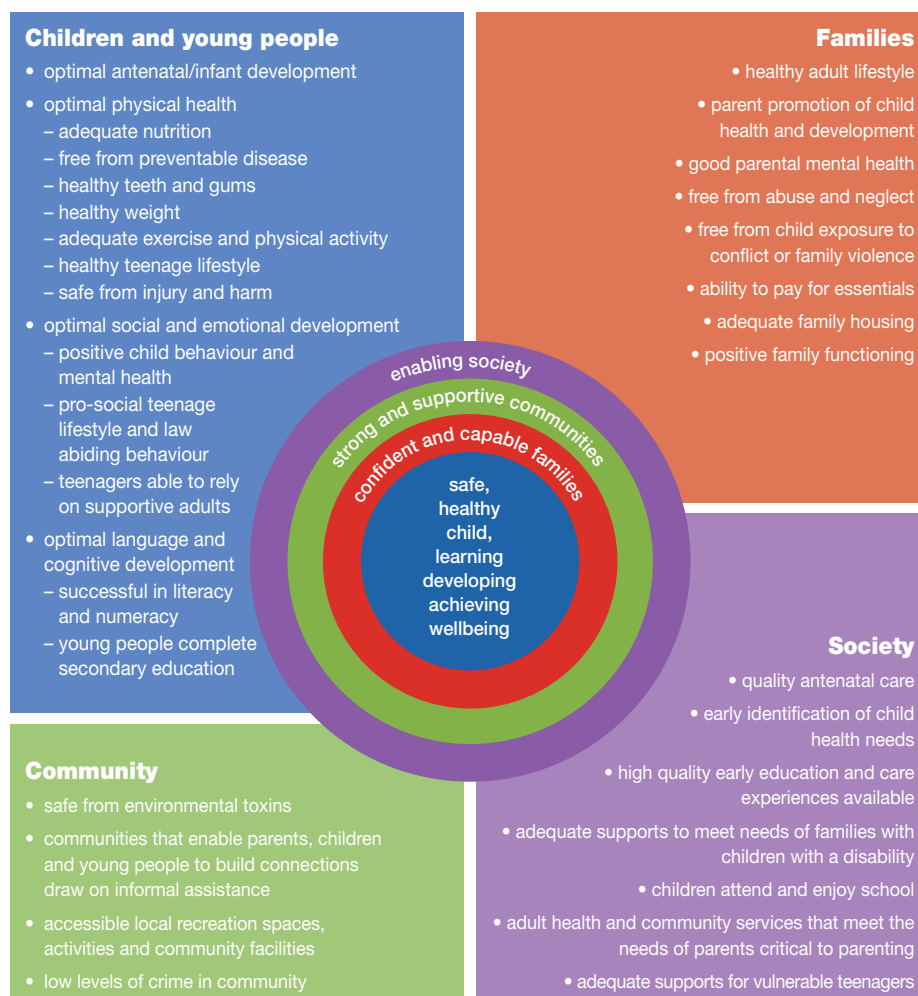 Children and young people
• optimal antenatal/infant development
• optimal physical health
– adequate nutrition
– free from preventable disease
– healthy teeth and gums
– healthy weight
– adequate exercise and physical activity
– healthy teenage lifestyle
– safe from injury and harm
• optimal social and emotional development
– positive child behaviour and
mental health
– pro-social teenage
lifestyle and law
abiding behaviour
– teenagers able to rely
on supportive adults
• optimal language and
cognitive development
– successful in literacy
and numeracy
– young people complete
secondary education
Families
• healthy adult lifestyle
• parent promotion of child
health and development
• good parental mental health
• free from abuse and neglect
• free from child exposure to
conflict or family violence
• ability to pay for essentials
• adequate family housing
• positive family functioning
enabling society
strong and supportive communities
confident and capable families
safe,
healthy
child,
learning
developing
achieving
wellbeing
Community
• safe from environmental toxins
• communities that enable parents, children
and young people to build connections
draw on informal assistance
• accessible local recreation spaces,
activities and community facilities
• low levels of crime in community
Society
• quality antenatal care
• early identification of child
health needs
• high quality early education and care
experiences available
• adequate supports to meet needs of families with
children with a disability
• children attend and enjoy school
• adult health and community services that meet the
needs of parents critical to parenting
• adequate supports for vulnerable teenagers